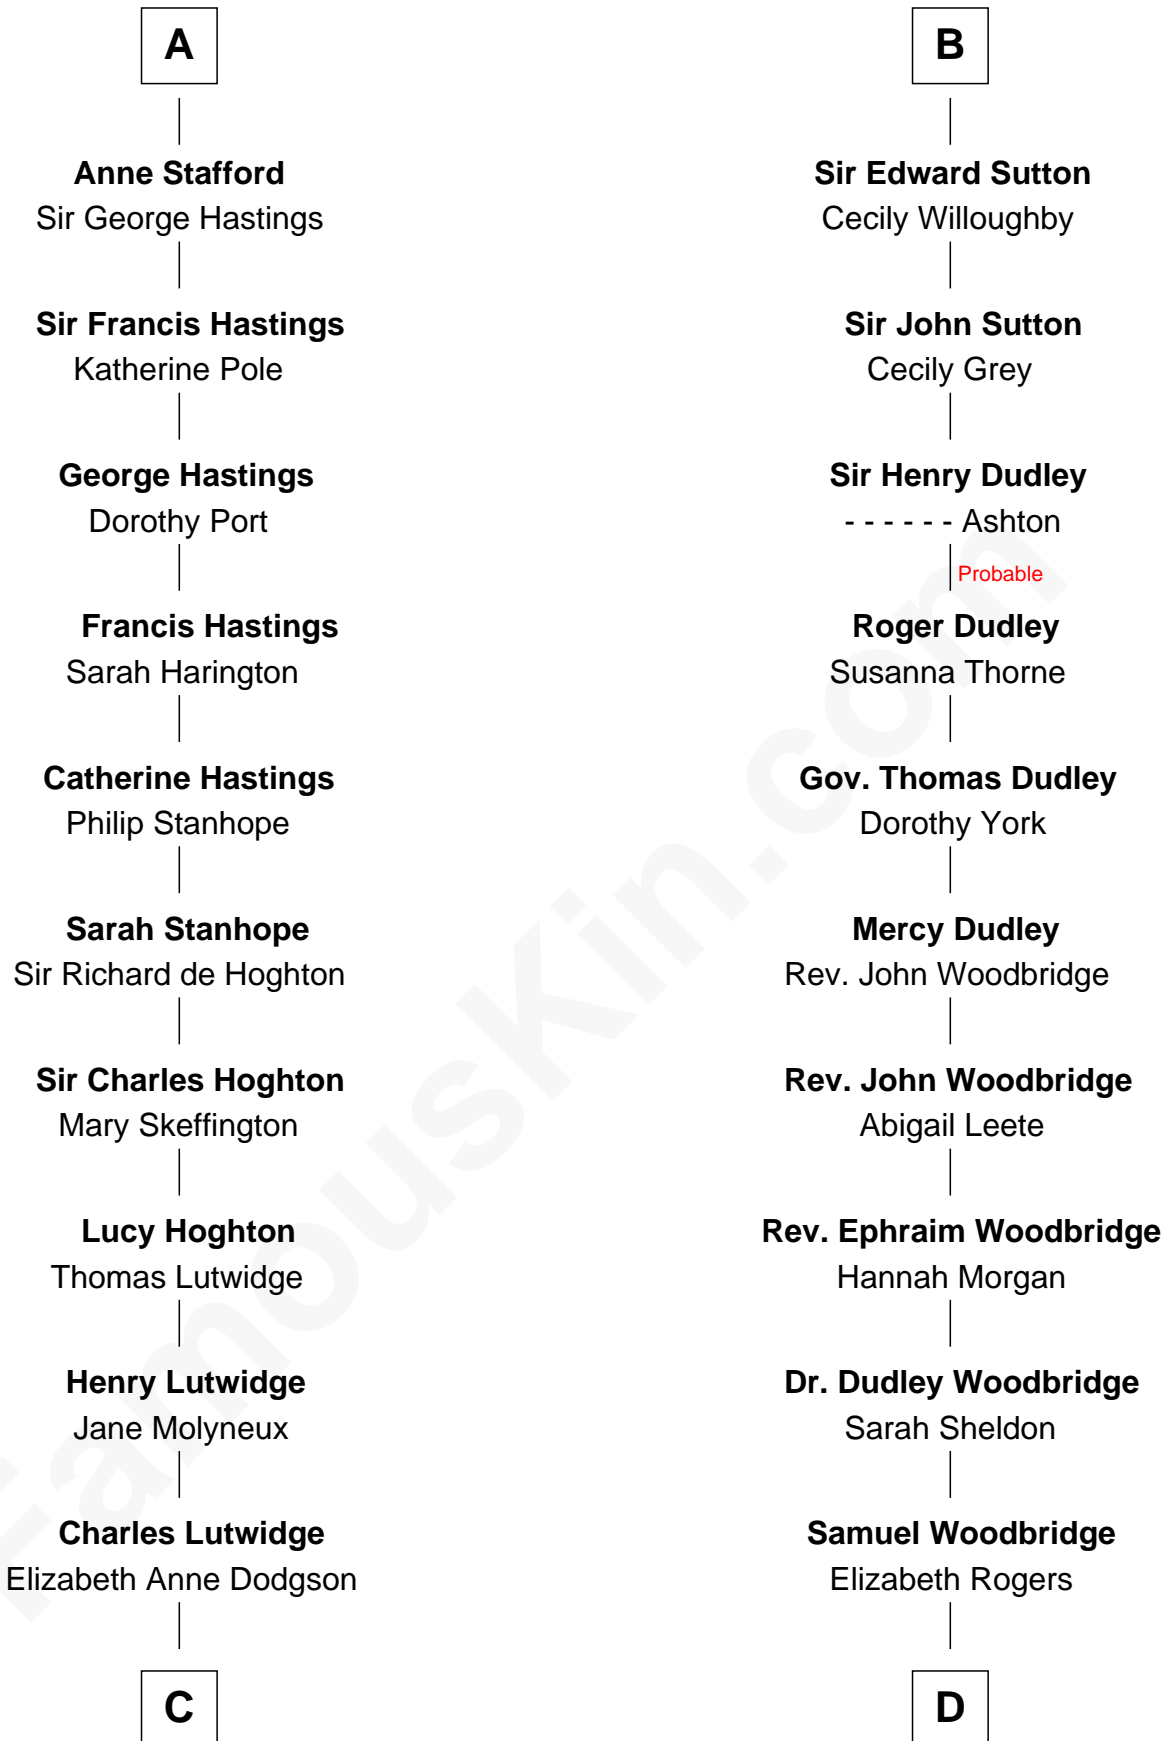 A
Anne Stafford
Sir George Hastings
Sir Francis Hastings
Katherine Pole
George Hastings
Dorothy Port
Francis Hastings
Sarah Harington
Catherine Hastings
Philip Stanhope
Sarah Stanhope
Sir Richard de Hoghton
Sir Charles Hoghton
Mary Skeffington
Lucy Hoghton
Thomas Lutwidge
Henry Lutwidge
Jane Molyneux
Charles Lutwidge
Elizabeth Anne Dodgson
C
B
Sir Edward Sutton
Cecily Willoughby
Sir John Sutton
Cecily Grey
Sir Henry Dudley
- - - - - - Ashton
Probable
Roger Dudley
Susanna Thorne
Gov. Thomas Dudley
Dorothy York
Mercy Dudley
Rev. John Woodbridge
Rev. John Woodbridge
Abigail Leete
Rev. Ephraim Woodbridge
Hannah Morgan
Dr. Dudley Woodbridge
Sarah Sheldon
Samuel Woodbridge
Elizabeth Rogers
D
FamousKin.com